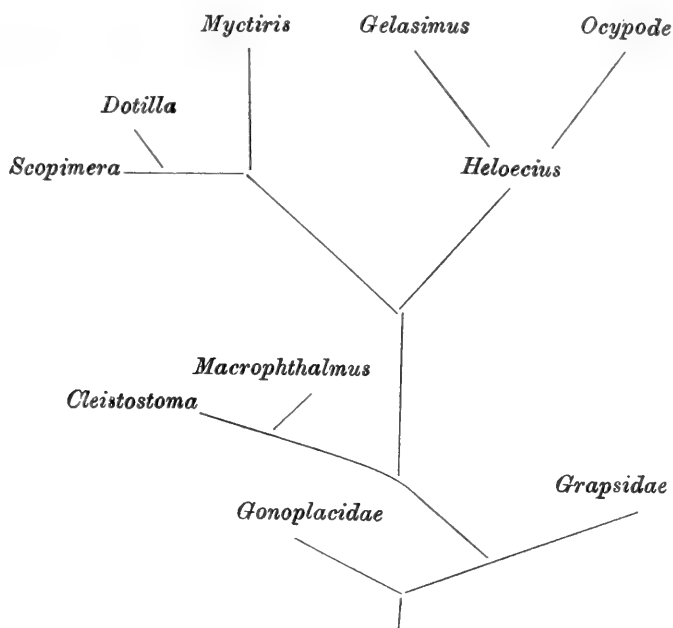 Myctiris
Gelasimus
Ocypode
Dotilla
Scopimera
Heloecius
Macrophthalmus
Cleistostoma
Grapsidae
Gonoplacidae